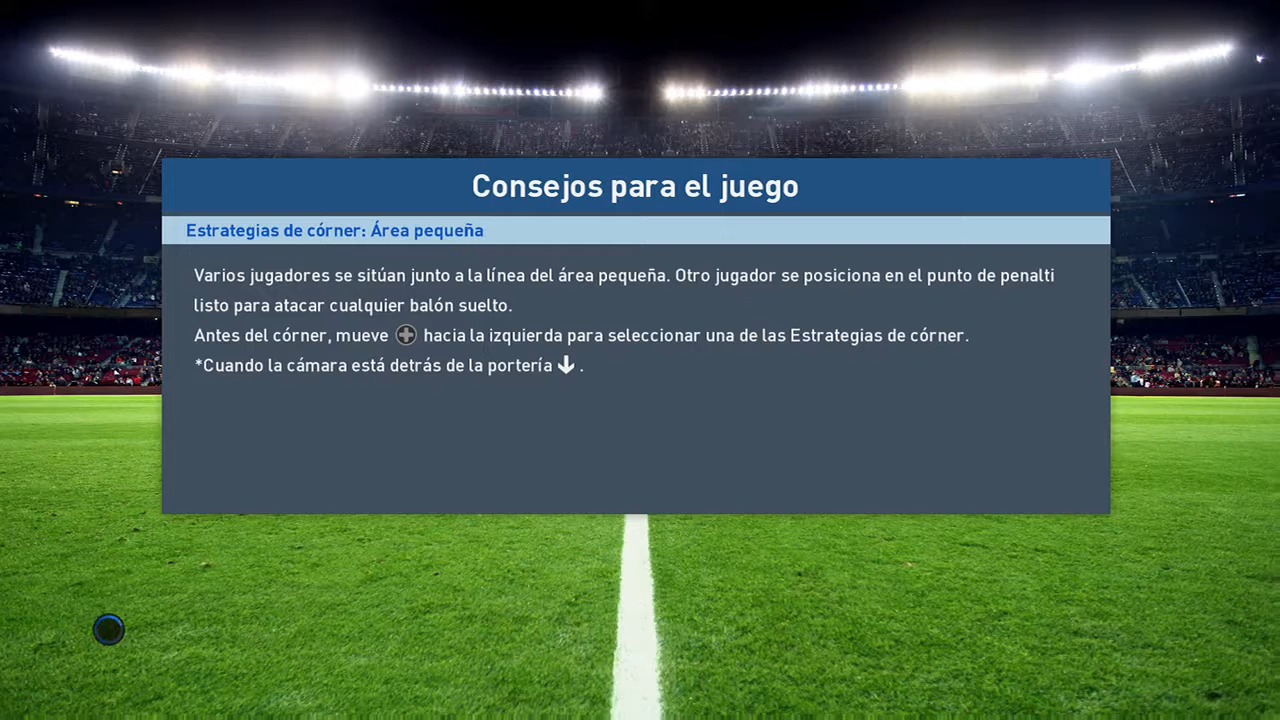 Consejos para el juego
Estrategias de córner: Área pequeña
Varios jugadores se sitúan junto a la línea del área pequeña. Otro jugador se posiciona en el punto de penalti
listo para atacar cualquier balón suelto.
Antes del córner, mueve hacia la izquierda para seleccionar una de las Estrategias de córner.
*Cuando la cámara está detrás de la portería ↓ .